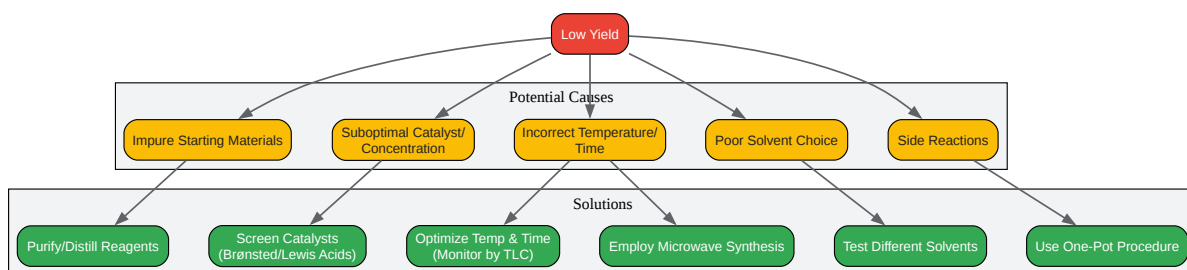 Low Yield
Potential Causes
Impure Starting Materials
Suboptimal Catalyst/
Concentration
Incorrect Temperature/
Time
Poor Solvent Choice
Side Reactions
Solutions
Purify/Distill Reagents
Screen Catalysts
(Brønsted/Lewis Acids)
Optimize Temp & Time
(Monitor by TLC)
Employ Microwave Synthesis
Test Different Solvents
Use One-Pot Procedure